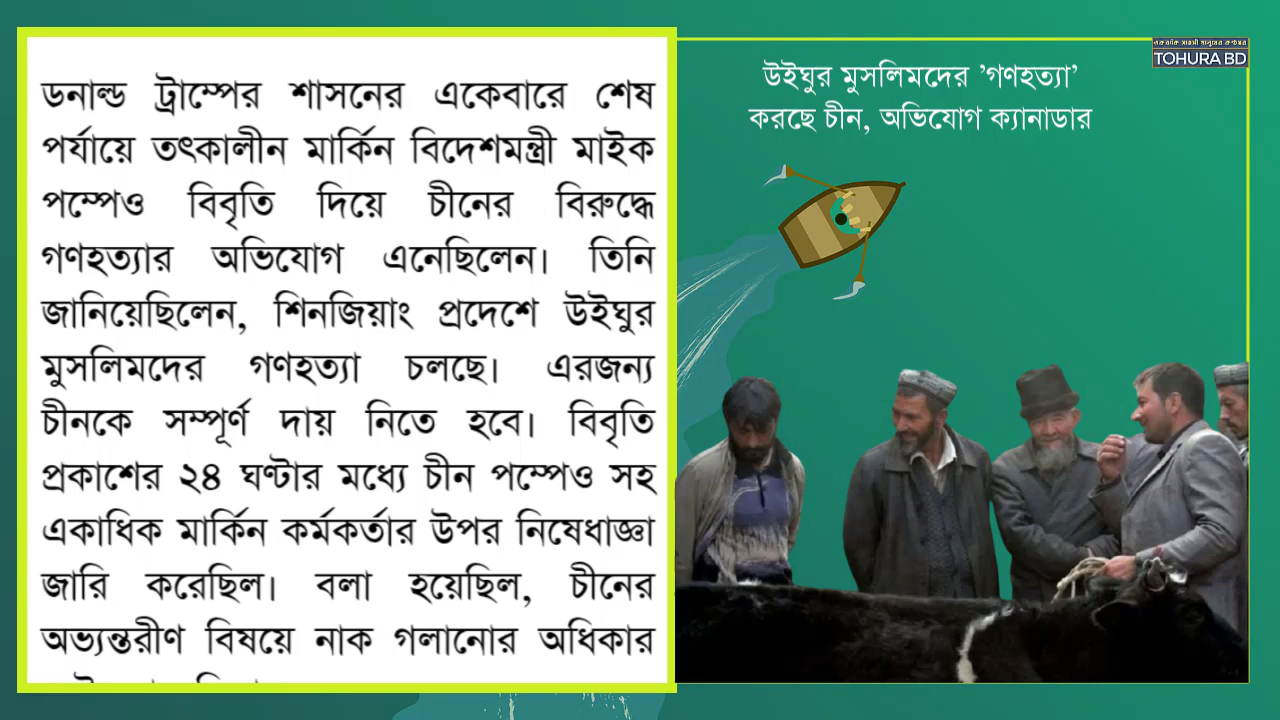 ডনাল্ড ট্রাম্পের শাসনের একেবারে শেষ
পর্যায়ে তৎকালীন মার্কিন বিদেশমন্ত্রী মাইক
পম্পেও বিবৃতি দিয়ে চীনের বিরুদ্ধে
গণহত্যার অভিযোগ এনেছিলেন। তিনি
জানিয়েছিলেন, শিনজিয়াং প্রদেশে উইঘুর
মুসলিমদের গণহত্যা চলছে। এরজন্য
চীনকে সম্পূর্ণ দায় নিতে হবে। বিবৃতি
প্রকাশের ২৪ ঘণ্টার মধ্যে চীন পম্পেও সহ
একাধিক মার্কিন কর্মকর্তার উপর নিষেধাজ্ঞা
জারি করেছিল। বলা হয়েছিল, চীনের
অভ্যন্তরীণ বিষয়ে নাক গলানোর অধিকার
উইঘুর মুসলিমদের ’গণহত্যা’
করছে চীন, অভিযোগ ক্যানাডার
TOHURA BD